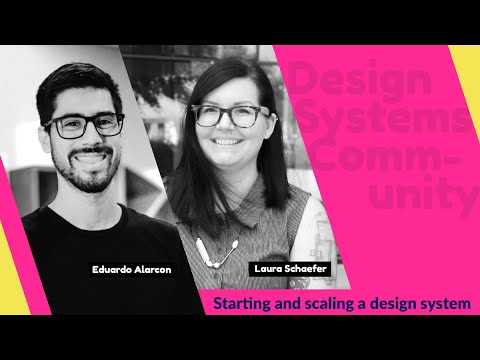 Design
Systems
Comm-
unity
Eduardo Alarcon
Laura Schaefer
Starting and scaling a design system